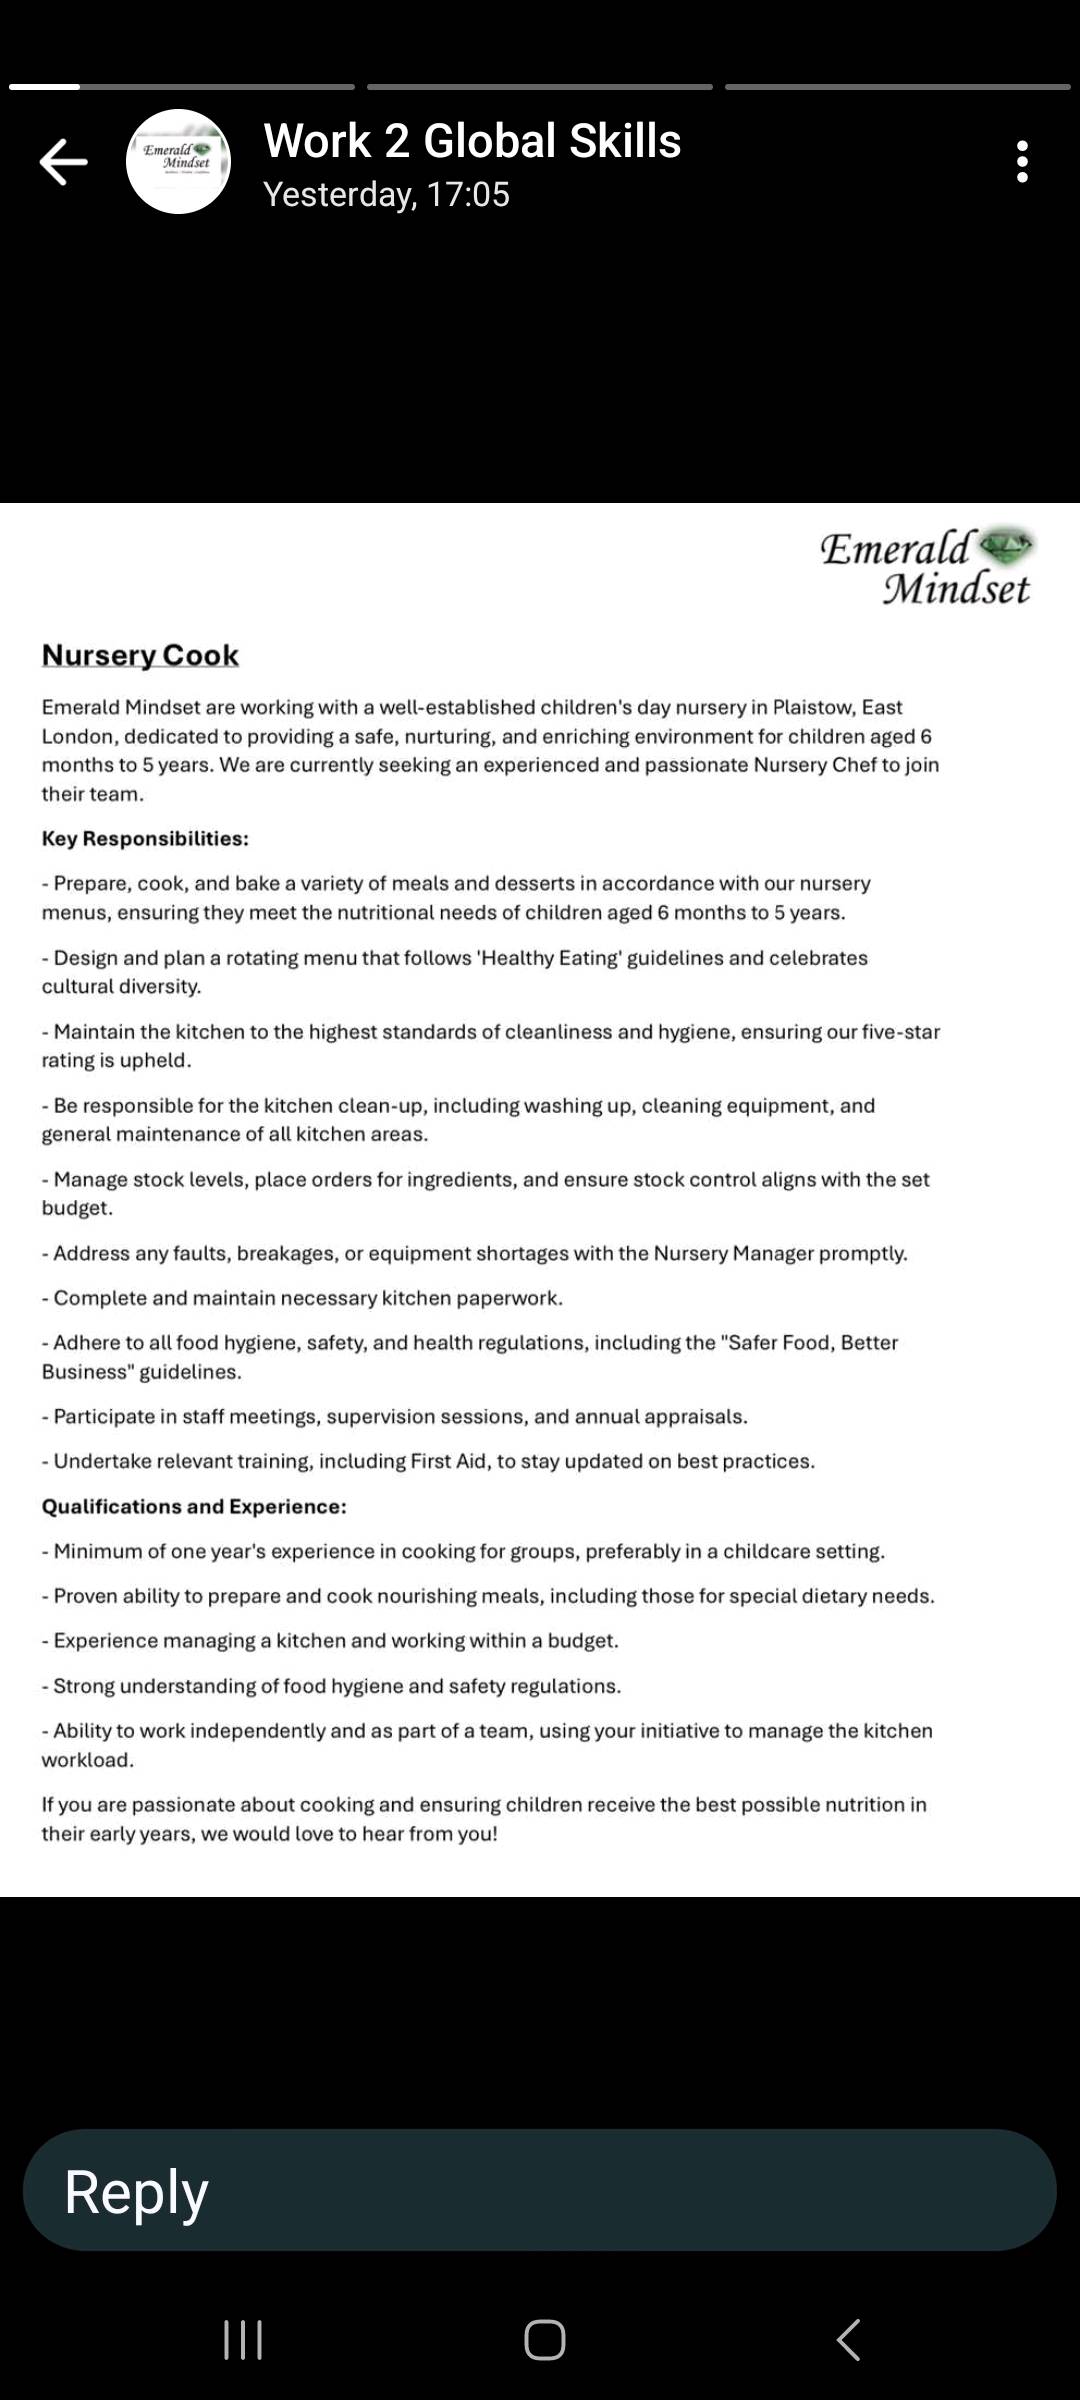 Work 2 Global Skills
Yesterday, 17:05
Emerald
Mindset
Emerald
Mindset
Nursery Cook
Emerald Mindset are working with a well-established children's day nursery in Plaistow, East
London, dedicated to providing a safe, nurturing, and enriching environment for children aged 6
months to 5 years. We are currently seeking an experienced and passionate Nursery Chef to join
their team.
Key Responsibilities:
- Prepare, cook, and bake a variety of meals and desserts in accordance with our nursery
menus, ensuring they meet the nutritional needs of children aged 6 months to 5 years.
- Design and plan a rotating menu that follows 'Healthy Eating' guidelines and celebrates
cultural diversity.
- Maintain the kitchen to the highest standards of cleanliness and hygiene, ensuring our five-star
rating is upheld.
- Be responsible for the kitchen clean-up, including washing up, cleaning equipment, and
general maintenance of all kitchen areas.
- Manage stock levels, place orders for ingredients, and ensure stock control aligns with the set
budget.
- Address any faults, breakages, or equipment shortages with the Nursery Manager promptly.
- Complete and maintain necessary kitchen paperwork.
- Adhere to all food hygiene, safety, and health regulations, including the "Safer Food, Better
Business" guidelines.
- Participate in staff meetings, supervision sessions, and annual appraisals.
- Undertake relevant training, including First Aid, to stay updated on best practices.
Qualifications and Experience:
- Minimum of one year's experience in cooking for groups, preferably in a childcare setting.
- Proven ability to prepare and cook nourishing meals, including those for special dietary needs.
- Experience managing a kitchen and working within a budget.
- Strong understanding of food hygiene and safety regulations.
- Ability to work independently and as part of a team, using your initiative to manage the kitchen
workload.
If you are passionate about cooking and ensuring children receive the best possible nutrition in
their early years, we would love to hear from you!
Reply